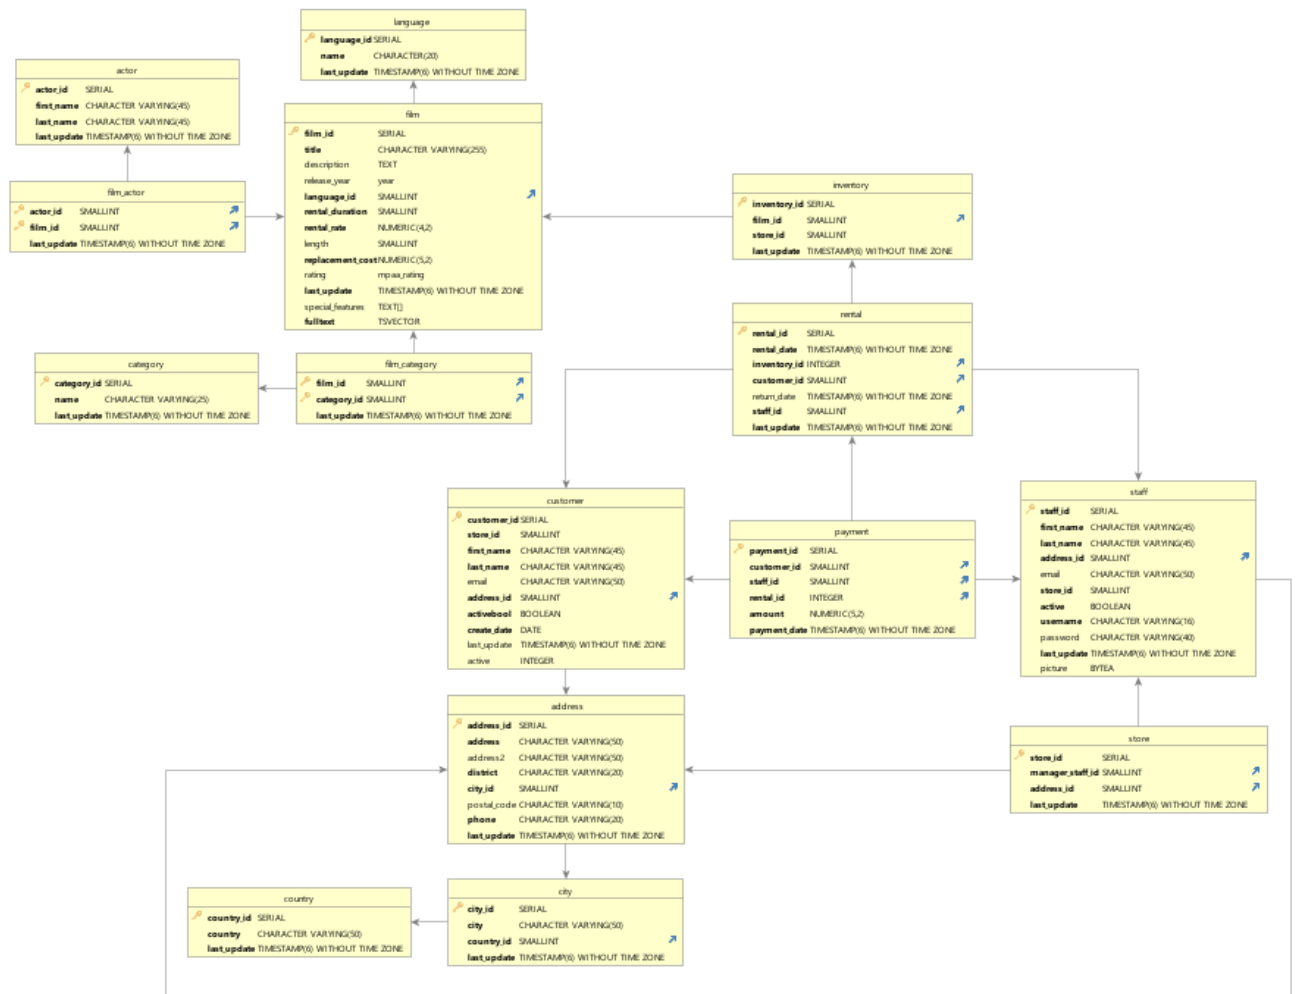 language
language_id SERIAL
name CHARACTER(20)
last_update TIMESTAMP(6) WITHOUT TIME ZONE
actor
actor_id SERIAL
first_name CHARACTER VARYING(45)
last_name CHARACTER VARYING(45)
last_update TIMESTAMP(6) WITHOUT TIME ZONE
film
film_id SERIAL
title CHARACTER VARYING(255)
description TEXT
release_year year
language_id SMALLINT
rental_duration SMALLINT
rental_rate NUMERIC(4,2)
length SMALLINT
replacement_cost NUMERIC(5,2)
rating mpaa_rating
last_update TIMESTAMP(6) WITHOUT TIME ZONE
special_features TEXT[]
fulltext TSVECTOR
film_actor
actor_id SMALLINT
film_id SMALLINT
last_update TIMESTAMP(6) WITHOUT TIME ZONE
inventory
inventory_id SERIAL
film_id SMALLINT
store_id SMALLINT
last_update TIMESTAMP(6) WITHOUT TIME ZONE
rental
rental_id SERIAL
rental_date TIMESTAMP(6) WITHOUT TIME ZONE
inventory_id INTEGER
customer_id SMALLINT
return_date TIMESTAMP(6) WITHOUT TIME ZONE
staff_id SMALLINT
last_update TIMESTAMP(6) WITHOUT TIME ZONE
category
category_id SERIAL
name CHARACTER VARYING(25)
last_update TIMESTAMP(6) WITHOUT TIME ZONE
film_category
film_id SMALLINT
category_id SMALLINT
last_update TIMESTAMP(6) WITHOUT TIME ZONE
customer
customer_id SERIAL
store_id SMALLINT
first_name CHARACTER VARYING(45)
last_name CHARACTER VARYING(45)
email CHARACTER VARYING(50)
address_id SMALLINT
activebool BOOLEAN
create_date DATE
last_update TIMESTAMP(6) WITHOUT TIME ZONE
active INTEGER
payment
payment_id SERIAL
customer_id SMALLINT
staff_id SMALLINT
rental_id INTEGER
amount NUMERIC(5,2)
payment_date TIMESTAMP(6) WITHOUT TIME ZONE
staff
staff_id SERIAL
first_name CHARACTER VARYING(45)
last_name CHARACTER VARYING(45)
address_id SMALLINT
email CHARACTER VARYING(50)
store_id SMALLINT
active BOOLEAN
username CHARACTER VARYING(16)
password CHARACTER VARYING(40)
last_update TIMESTAMP(6) WITHOUT TIME ZONE
picture BYTEA
address
address_id SERIAL
address CHARACTER VARYING(50)
address2 CHARACTER VARYING(50)
district CHARACTER VARYING(20)
city_id SMALLINT
postal_code CHARACTER VARYING(10)
phone CHARACTER VARYING(20)
last_update TIMESTAMP(6) WITHOUT TIME ZONE
store
store_id SERIAL
manager_staff_id SMALLINT
address_id SMALLINT
last_update TIMESTAMP(6) WITHOUT TIME ZONE
country
country_id SERIAL
country CHARACTER VARYING(50)
last_update TIMESTAMP(6) WITHOUT TIME ZONE
city
city_id SERIAL
city CHARACTER VARYING(50)
country_id SMALLINT
last_update TIMESTAMP(6) WITHOUT TIME ZONE